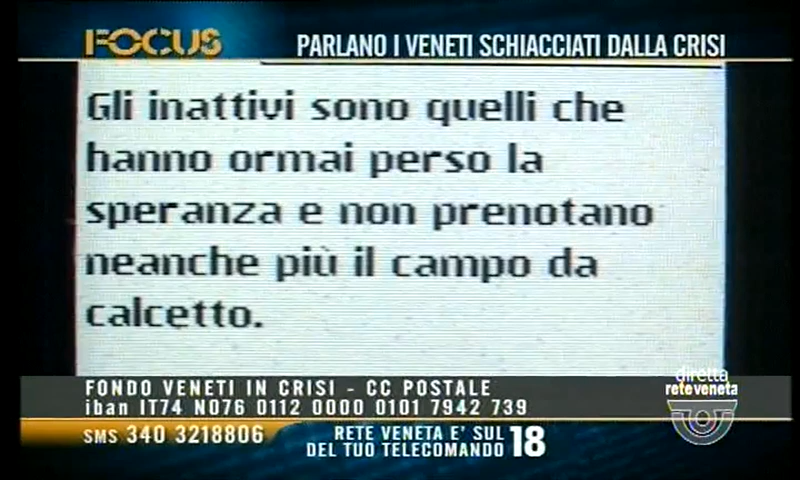 FOCUS
PARLANO I VENETI SCHIACCIATI DALLA CRISI
Gli inattivi sono quelli che
hanno ormai perso la
speranza e non prenotano
neanche più il campo da
calcetto.
diretta
reteveneta
FONDO VENETI IN CRISI - CC POSTALE
iban IT74 N076 0112 0000 0101 7942 739
SMS 340 3218806
RETE VENETA E' SUL
DEL TUO TELECOMANDO 18